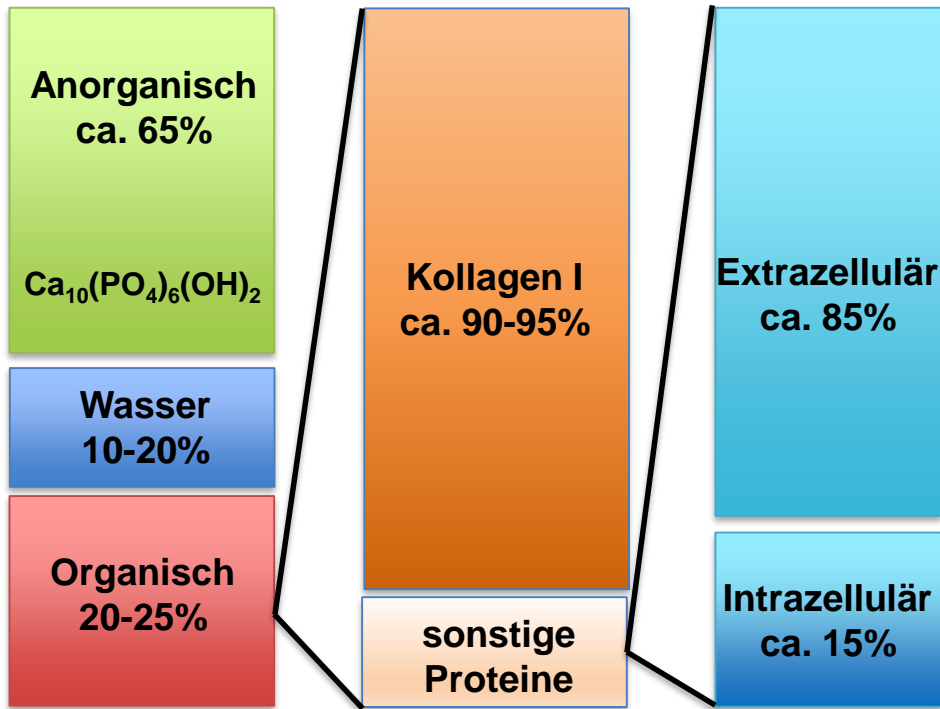 Anorganisch
ca. 65%
Ca₁₀(PO₄)₆(OH)₂
Wasser
10-20%
Organisch
20-25%
Kollagen I
ca. 90-95%
sonstige
Proteine
Extrazellulär
ca. 85%
Intrazellulär
ca. 15%